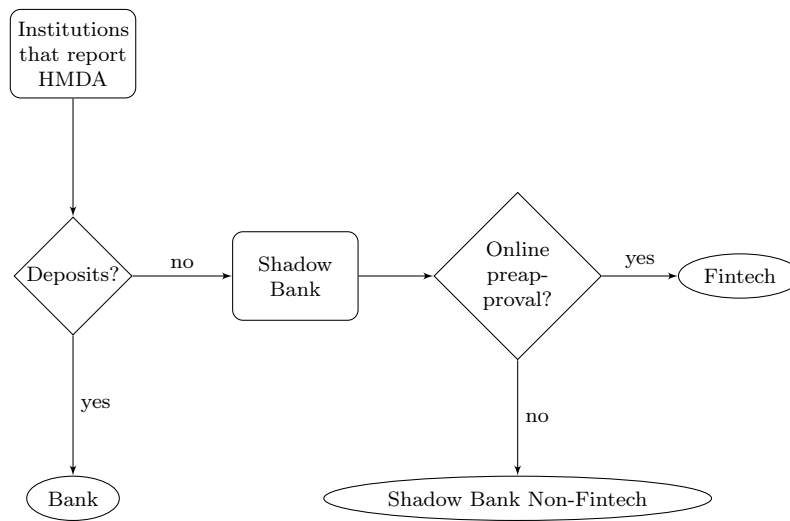 Institutions
that report
HMDA
Deposits?
no
Shadow
Bank
Online
preap-
proval?
yes
Fintech
yes
no
Bank
Shadow Bank Non-Fintech